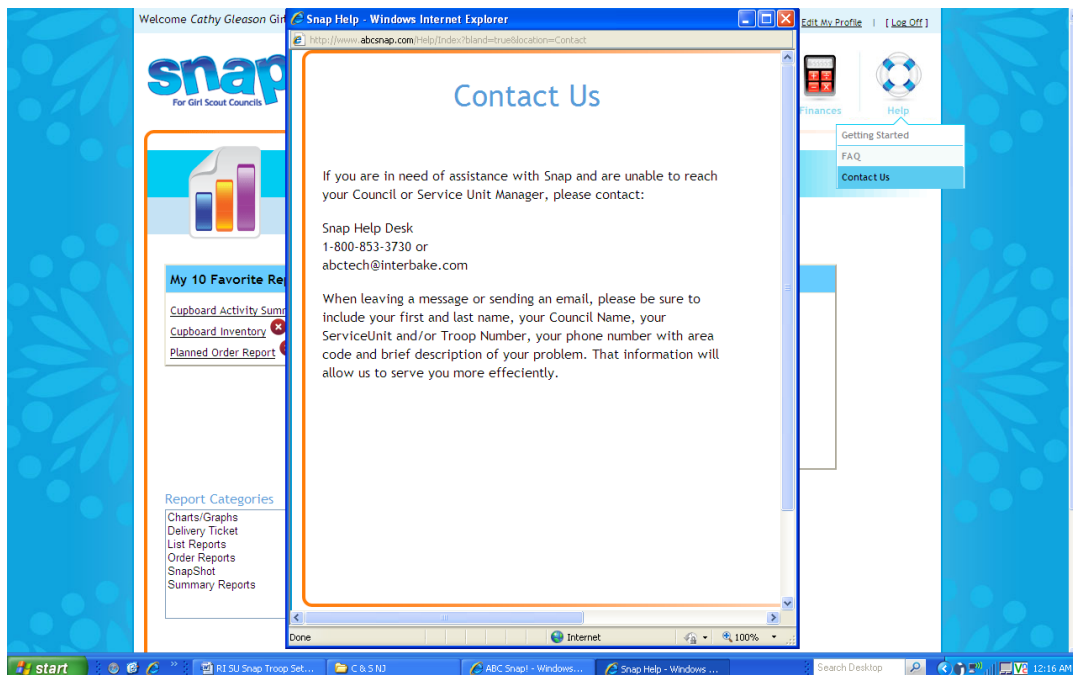 Welcome Cathy Gleason
Snap Help - Windows Internet Explorer
Edit My Profile | [ Log Off ]
http://www.abcsnap.com/Help/Index?bland=true&location=Contact
snap
For Girl Scout Councils
Finances
Help
Getting Started
FAQ
Contact Us
Contact Us
If you are in need of assistance with Snap and are unable to reach
your Council or Service Unit Manager, please contact:
Snap Help Desk
1-800-853-3730 or
abctech@interbake.com
When leaving a message or sending an email, please be sure to
include your first and last name, your Council Name, your
ServiceUnit and/or Troop Number, your phone number with area
code and brief description of your problem. That information will
allow us to serve you more effeciently.
My 10 Favorite Rep
Cupboard Activity Summ
Cupboard Inventory
Planned Order Report
Report Categories
Charts/Graphs
Delivery Ticket
List Reports
Order Reports
SnapShot
Summary Reports
Done
Internet
100%
start
RI SU Snap Troop Set...
C & S NJ
ABC Snap! - Windows...
Snap Help - Windows ...
Search Desktop
12:16 AM